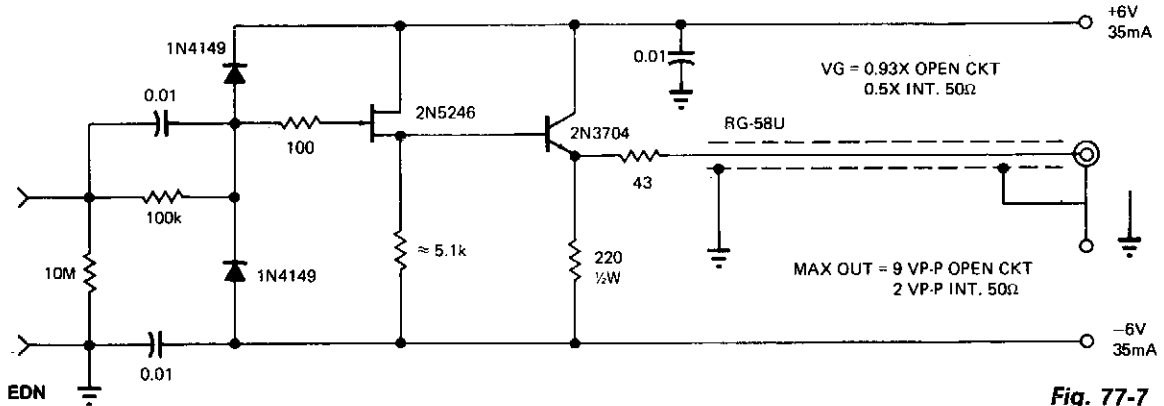 +6V
35mA
1N4149
0.01
VG = 0.93X OPEN CKT
0.5X INT. 50Ω
0.01
2N5246
2N3704
RG-58U
100
43
100k
≈ 5.1k
10M
1N4149
220
½W
MAX OUT = 9 VP-P OPEN CKT
2 VP-P INT. 50Ω
0.01
−6V
35mA
EDN
Fig. 77-7